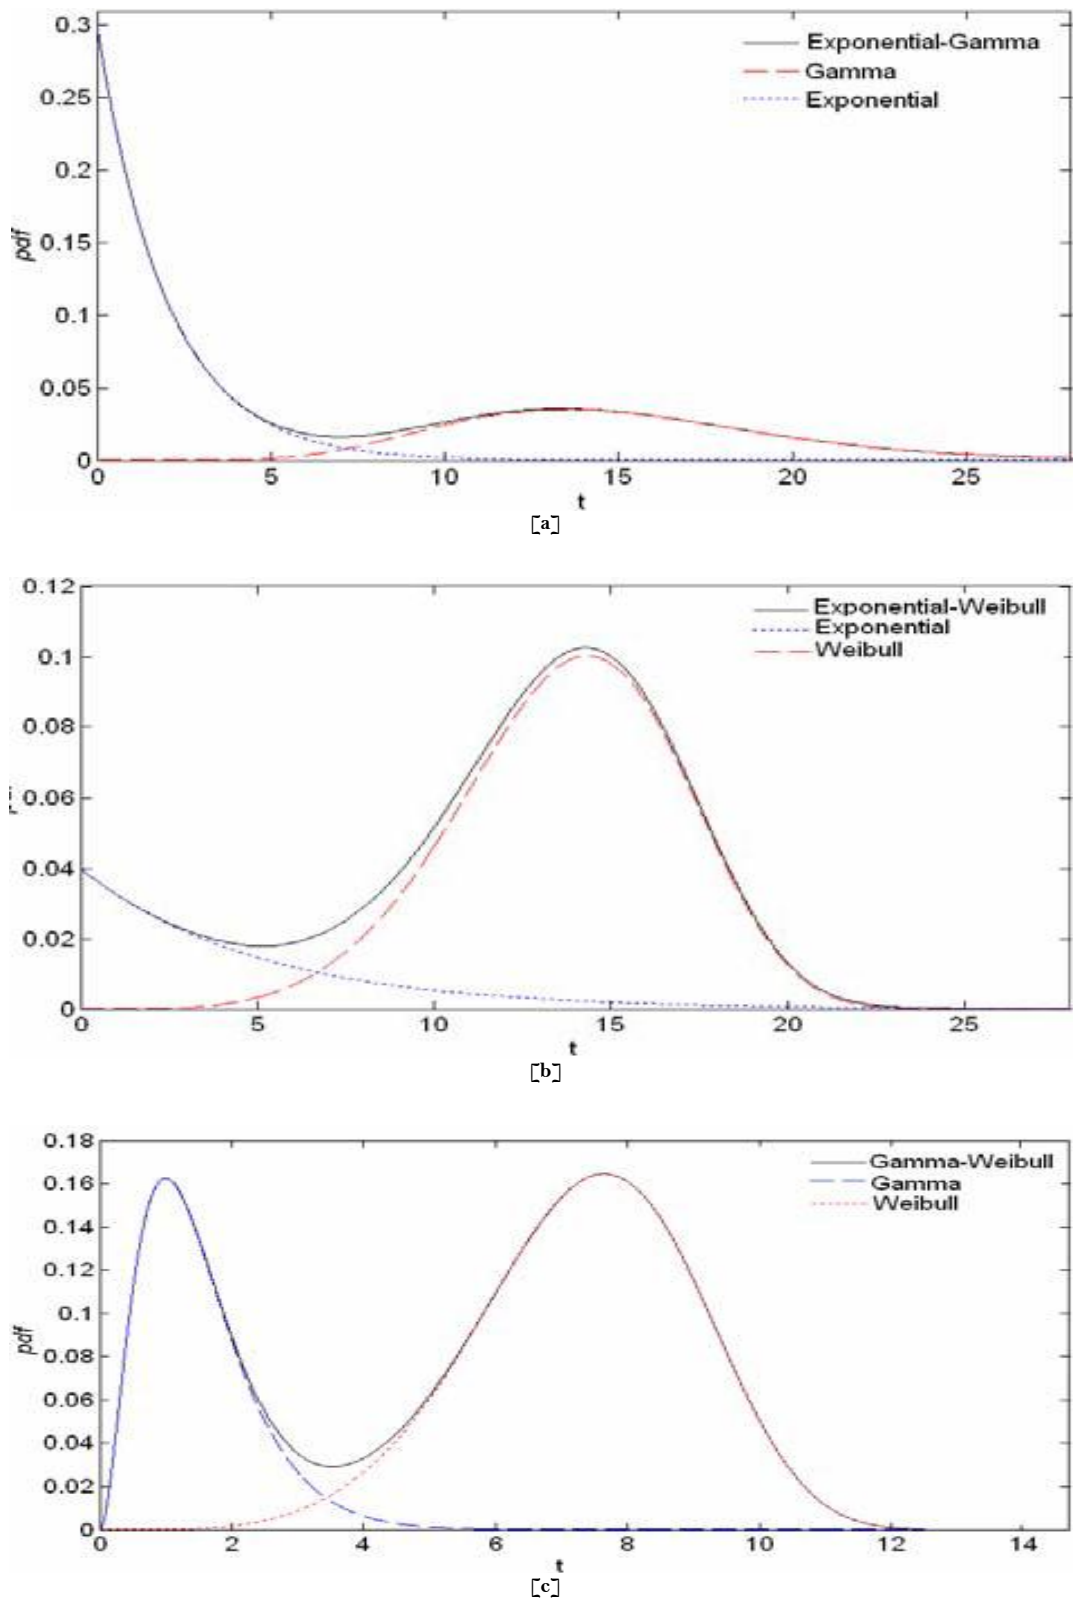 0.3
Exponential-Gamma
Gamma
Exponential
0.25
0.2
0.15
0.1
0.05
0
pdf
0 5 10 15 20 25
t
[a]
0.12
Exponential-Weibull
Exponential
Weibull
0.1
0.08
0.06
0.04
0.02
0
0 5 10 15 20 25
t
[b]
0.18
Gamma-Weibull
Gamma
Weibull
0.16
0.14
0.12
0.1
0.08
0.06
0.04
0.02
0
pdf
0 2 4 6 8 10 12 14
t
[c]